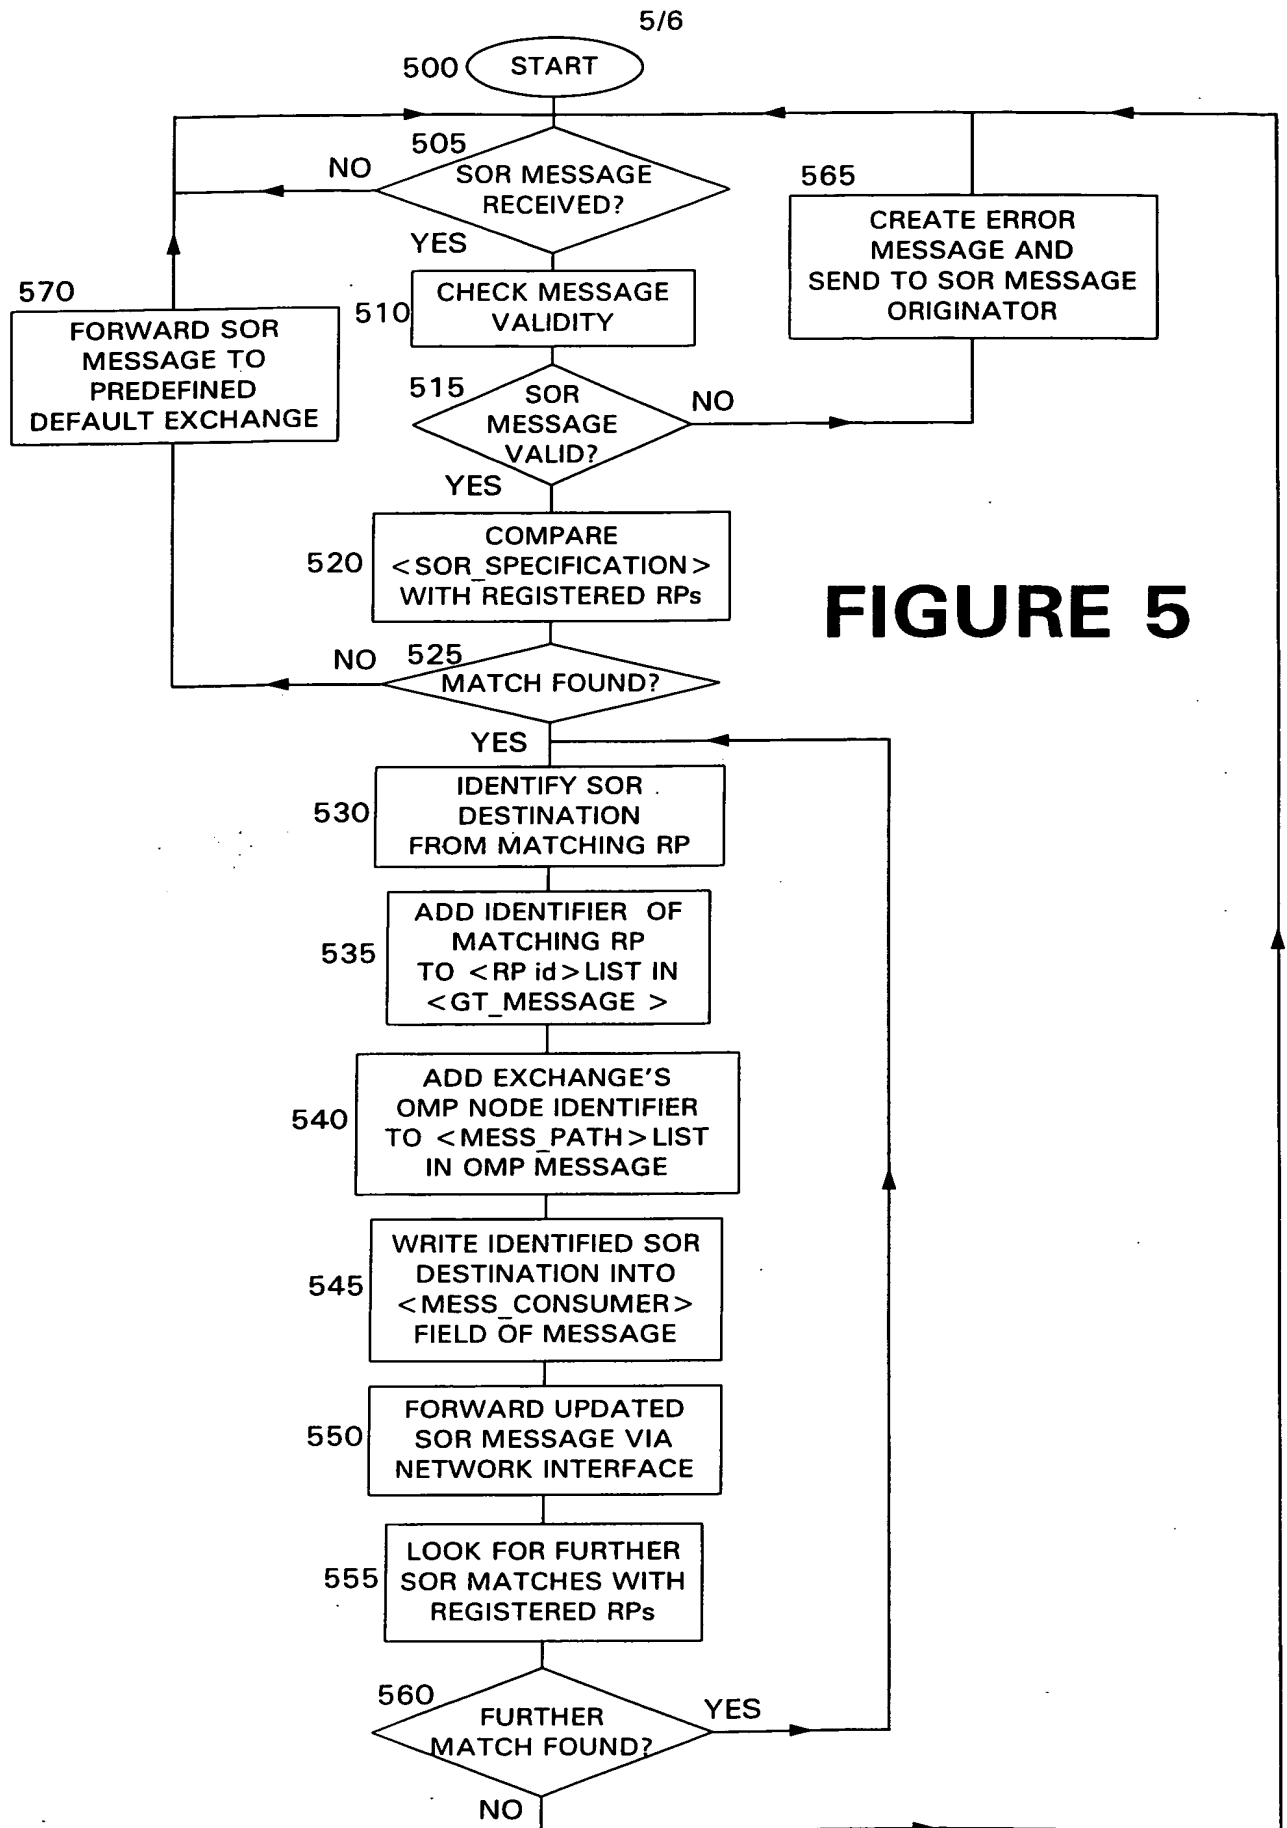 5/6
500
START
505
SOR MESSAGE
RECEIVED?
NO
YES
565
CREATE ERROR
MESSAGE AND
SEND TO SOR MESSAGE
ORIGINATOR
570
FORWARD SOR
MESSAGE TO
PREDEFINED
DEFAULT EXCHANGE
510
CHECK MESSAGE
VALIDITY
515
SOR
MESSAGE
VALID?
NO
YES
520
COMPARE
<SOR_SPECIFICATION>
WITH REGISTERED RPs
FIGURE 5
525
MATCH FOUND?
NO
YES
530
IDENTIFY SOR
DESTINATION
FROM MATCHING RP
535
ADD IDENTIFIER OF
MATCHING RP
TO <RP id> LIST IN
<GT_MESSAGE >
540
ADD EXCHANGE'S
OMP NODE IDENTIFIER
TO <MESS_PATH> LIST
IN OMP MESSAGE
545
WRITE IDENTIFIED SOR
DESTINATION INTO
<MESS_CONSUMER>
FIELD OF MESSAGE
550
FORWARD UPDATED
SOR MESSAGE VIA
NETWORK INTERFACE
555
LOOK FOR FURTHER
SOR MATCHES WITH
REGISTERED RPs
560
FURTHER
MATCH FOUND?
YES
NO